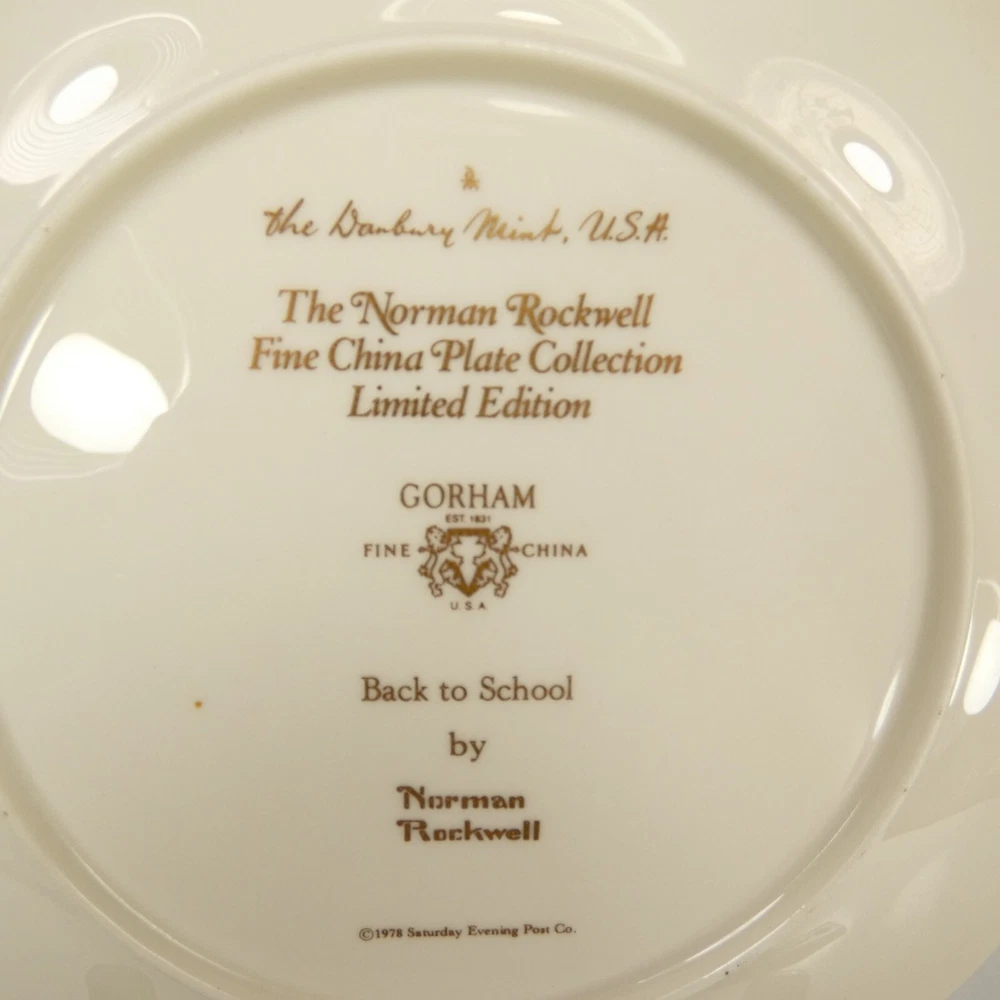 the Danbury Mint, U.S.A.
The Norman Rockwell
Fine China Plate Collection
Limited Edition
GORHAM
EST. 1831
FINE CHINA
U.S.A.
Back to School
by
Norman
Rockwell
©1978 Saturday Evening Post Co.